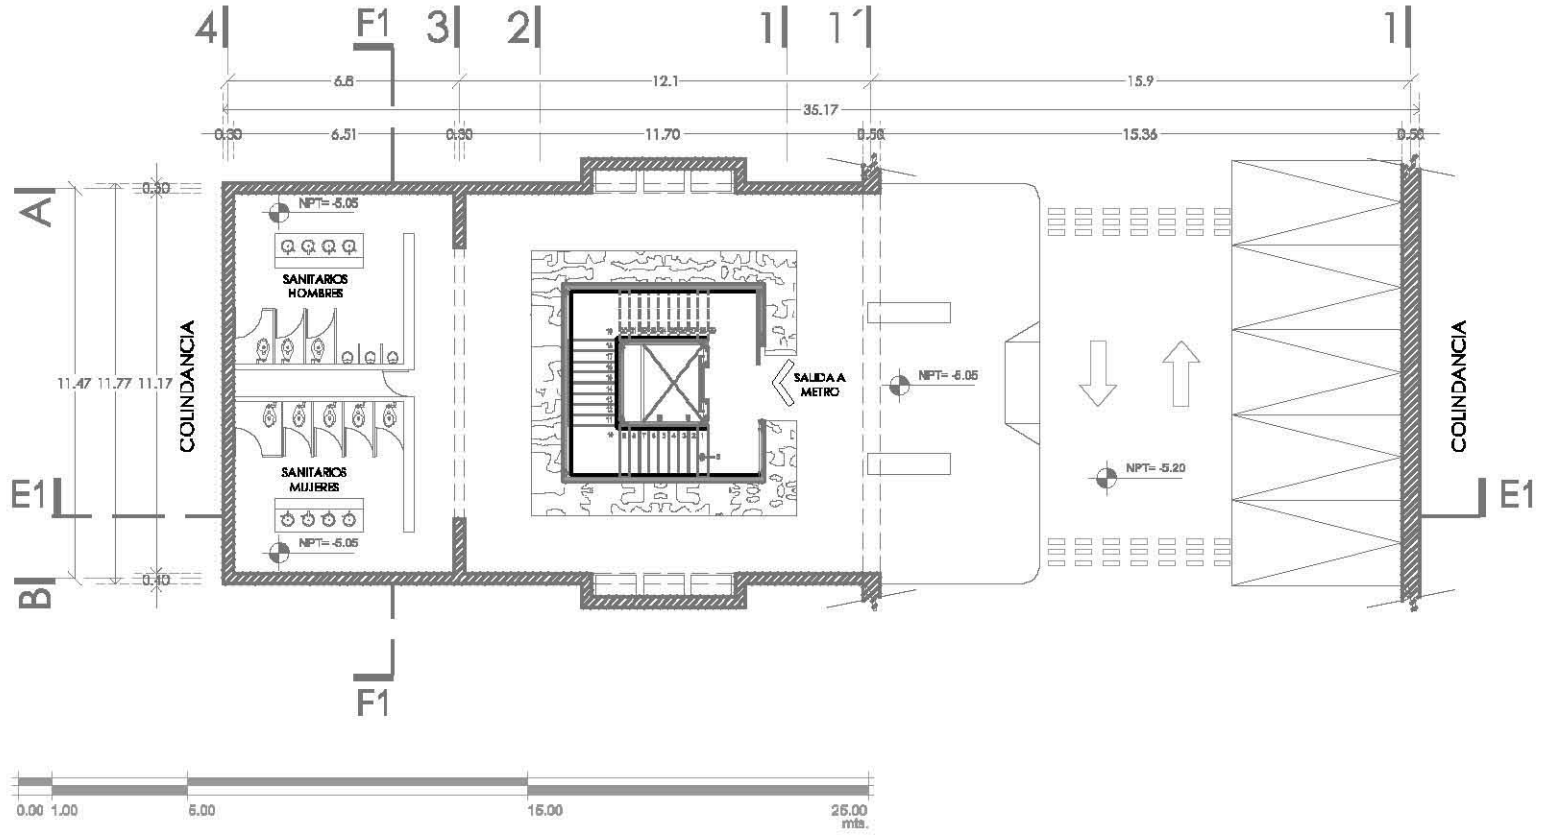 4
F1
3
2
1
1´
1
6.8
12.1
15.9
35.17
0.30
6.51
0.30
11.70
0.50
15.36
0.50
A
0.30
NPT= -5.05
SANITARIOS
HOMBRES
COLINDANCIA
11.47
11.77
11.17
SALIDA A
METRO
NPT= -5.05
COLINDANCIA
SANITARIOS
MUJERES
NPT= -5.20
E1
E1
NPT= -5.05
B
0.40
F1
0.00
1.00
5.00
15.00
25.00
mts.